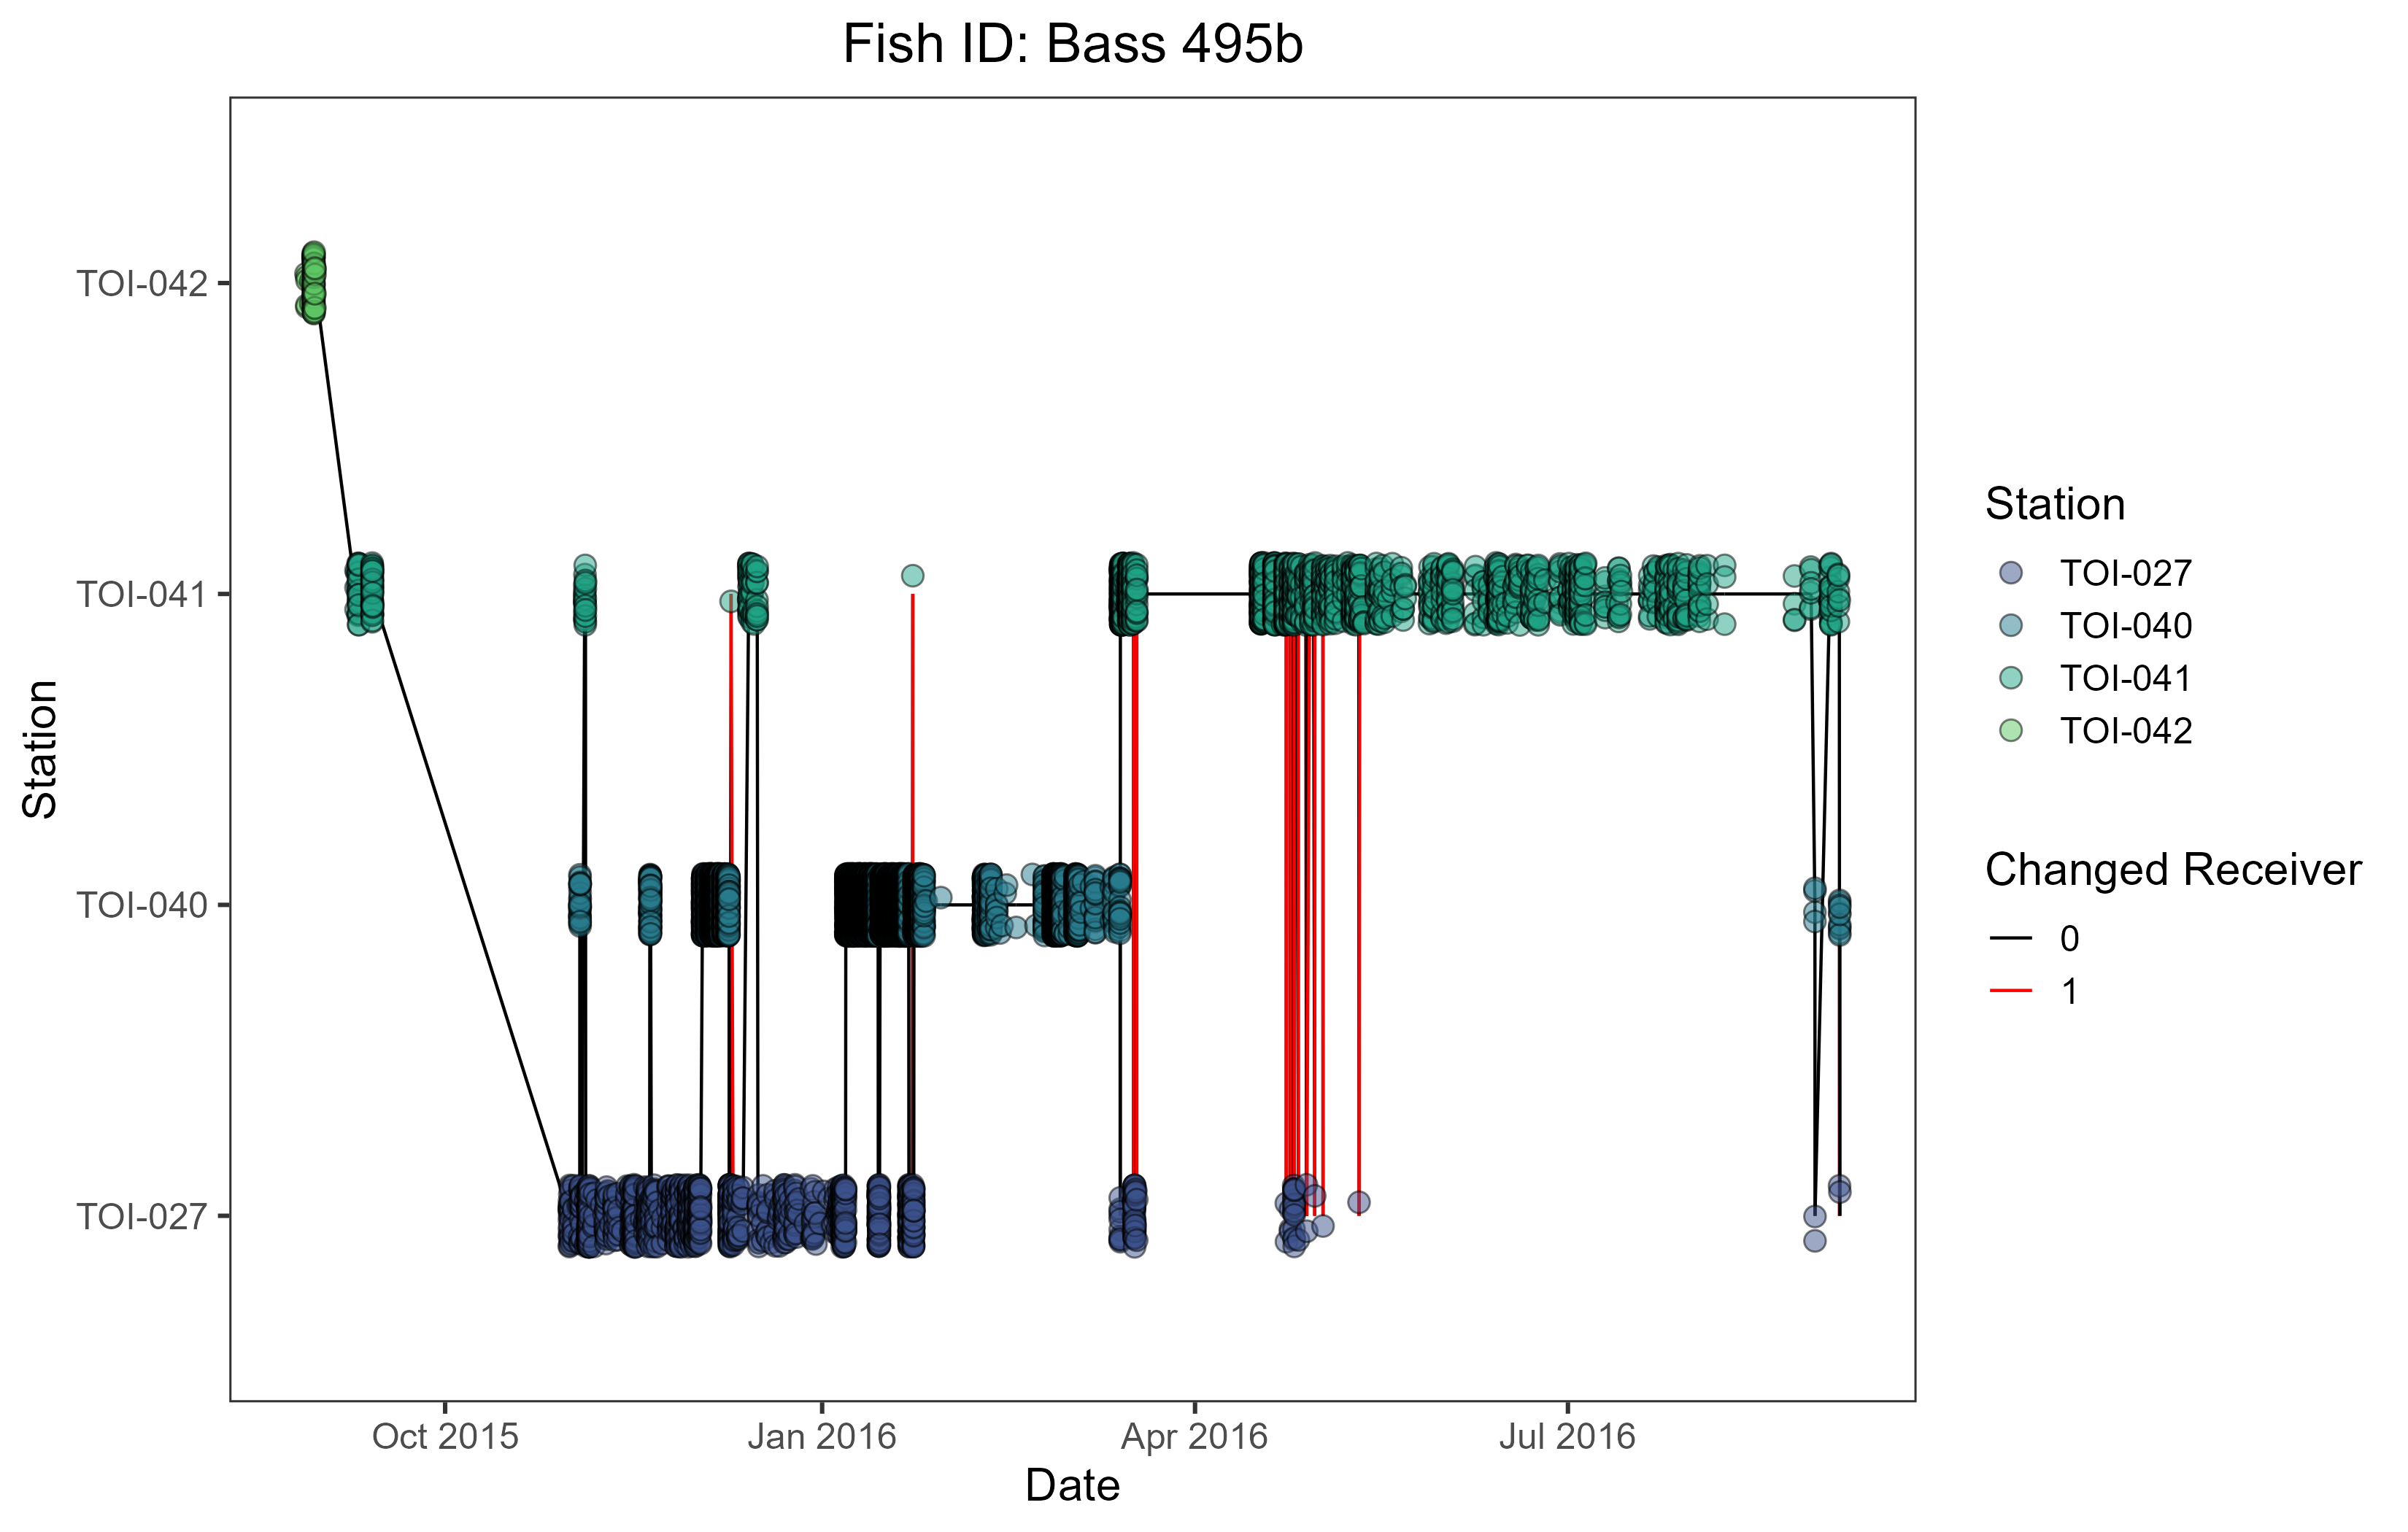 Fish ID: Bass 495b
Station
TOI-042
TOI-041
TOI-040
TOI-027
Oct 2015
Jan 2016
Apr 2016
Jul 2016
Date
Station
TOI-027
TOI-040
TOI-041
TOI-042
Changed Receiver
0
1